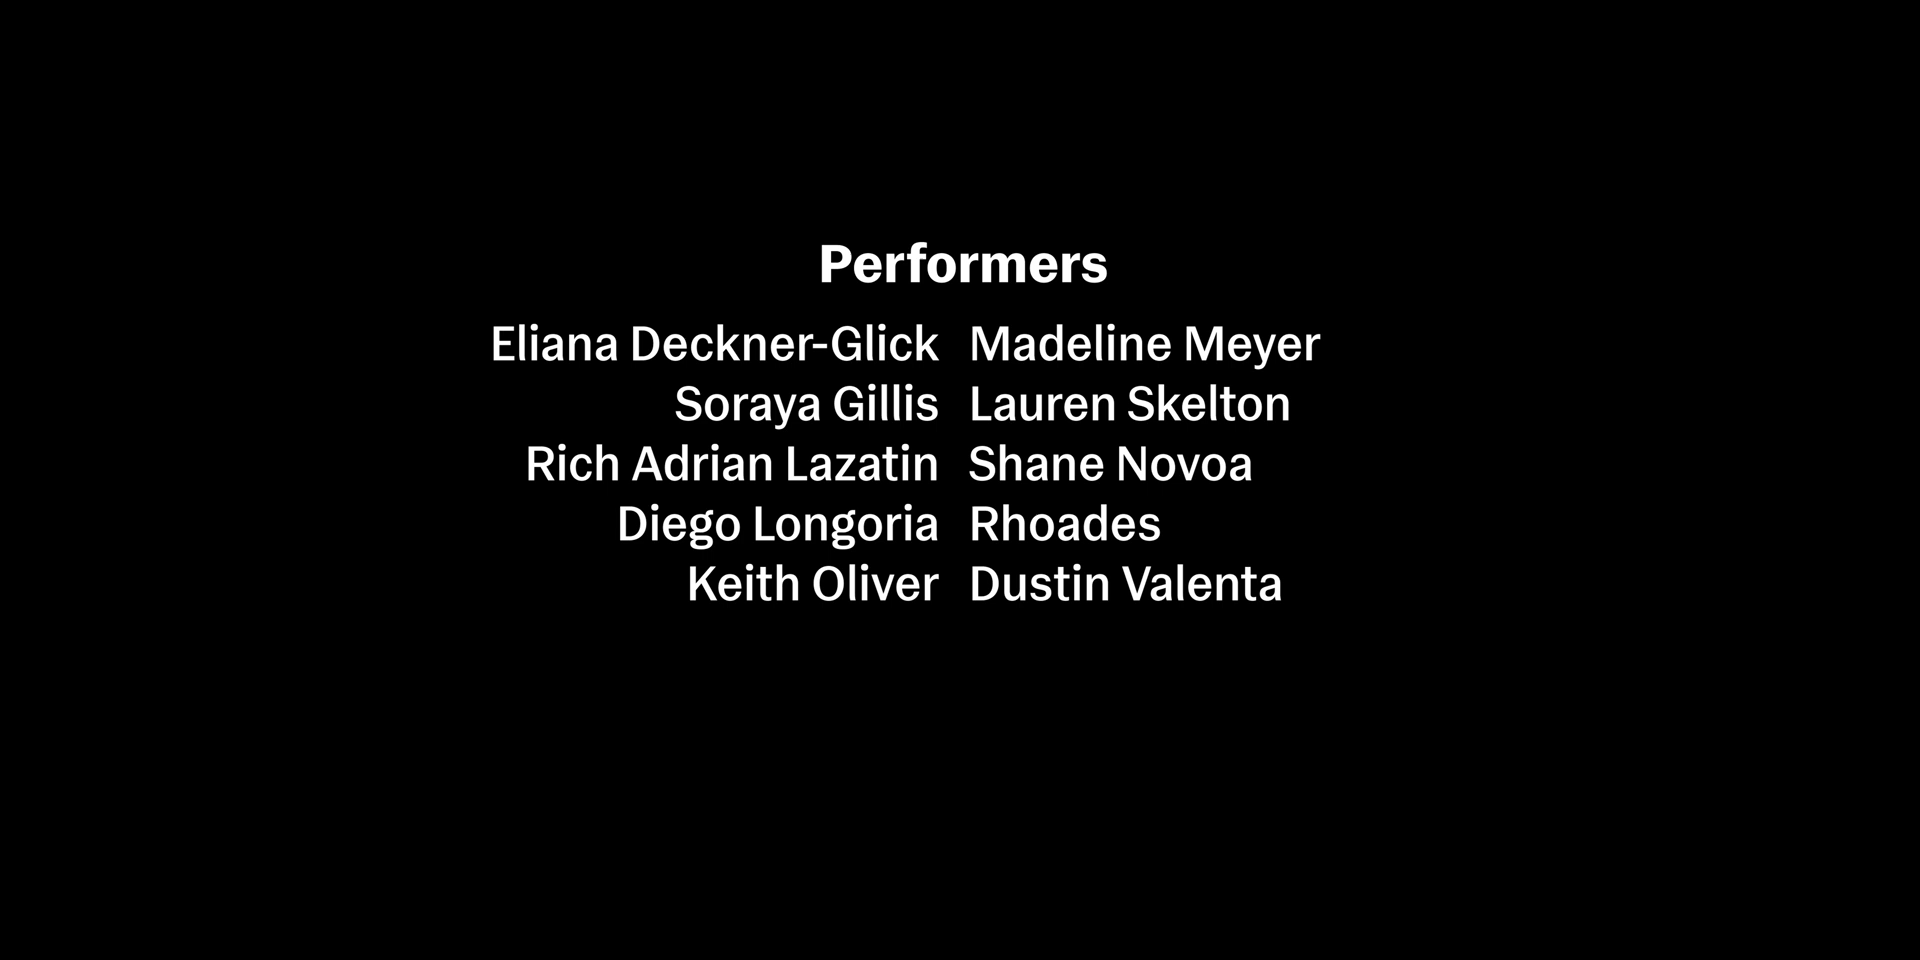 Performers
Eliana Deckner-Glick Madeline Meyer
Soraya Gillis Lauren Skelton
Rich Adrian Lazatin Shane Novoa
Diego Longoria Rhoades
Keith Oliver Dustin Valenta